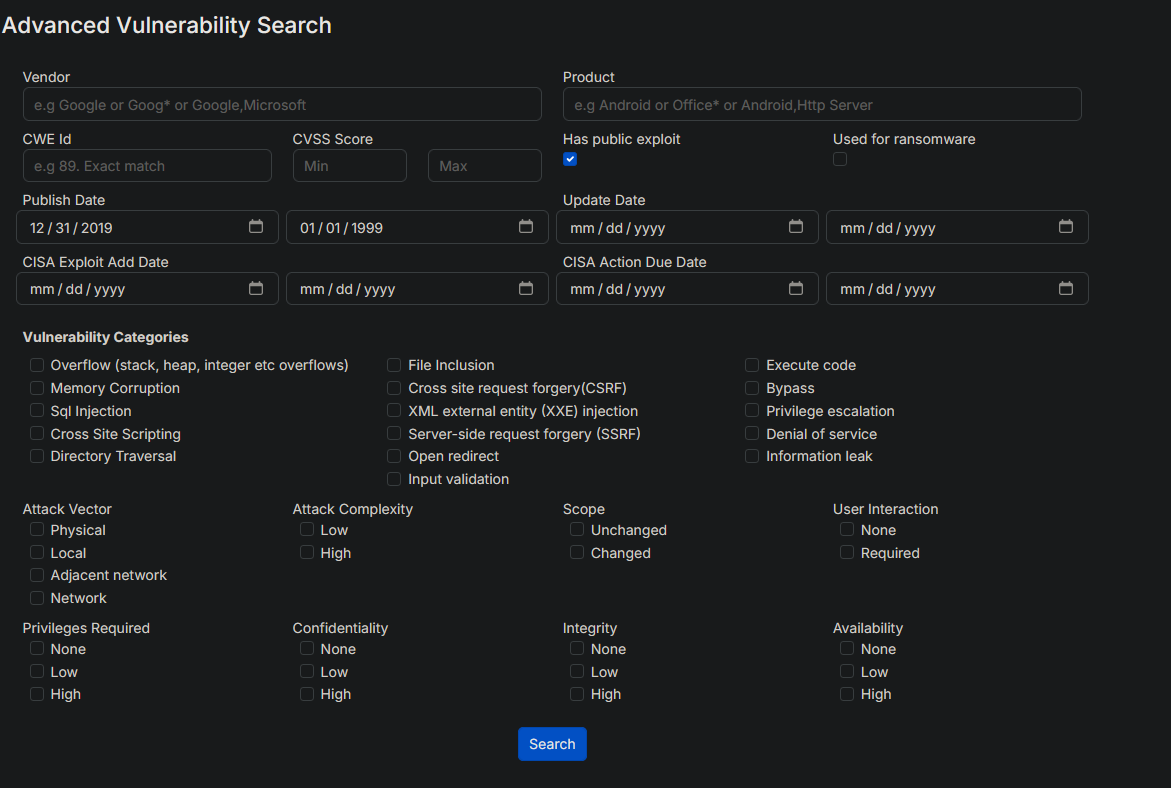 Advanced Vulnerability Search
Vendor Product
e.g Google or Goog* or Google,Microsoft e.g Android or Office* or Android,Http Server
CWE Id CVSS Score Has public exploit Used for ransomware
e.g 89. Exact match Min Max
Publish Date Update Date
12 / 31 / 2019 01 / 01 / 1999 mm / dd / yyyy mm / dd / yyyy
CISA Exploit Add Date CISA Action Due Date
mm / dd / yyyy mm / dd / yyyy mm / dd / yyyy mm / dd / yyyy
Vulnerability Categories
Overflow (stack, heap, integer etc overflows) File Inclusion Execute code
Memory Corruption Cross site request forgery(CSRF) Bypass
Sql Injection XML external entity (XXE) injection Privilege escalation
Cross Site Scripting Server-side request forgery (SSRF) Denial of service
Directory Traversal Open redirect Information leak
Input validation
Attack Vector Attack Complexity Scope User Interaction
Physical Low Unchanged None
Local High Changed Required
Adjacent network
Network
Privileges Required Confidentiality Integrity Availability
None None None None
Low Low Low Low
High High High High
Search